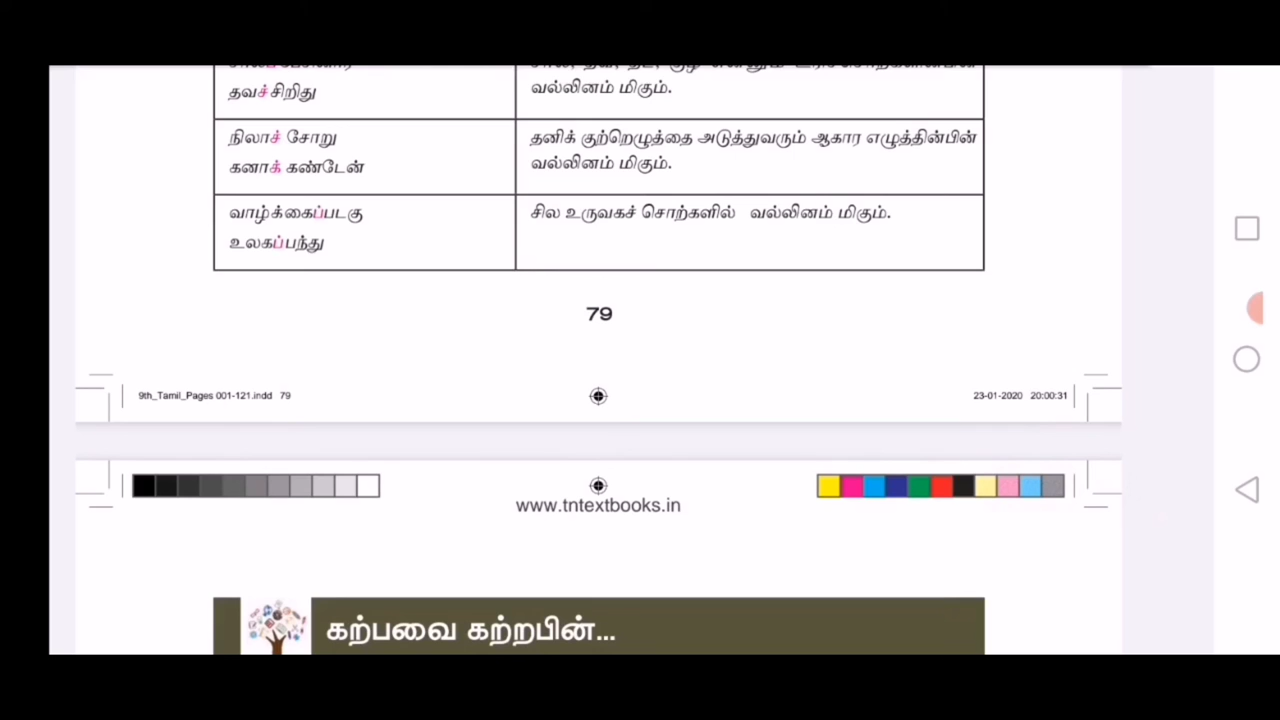 தவச்சிறிது
வல்லினம் மிகும்.
நிலாச் சோறு
கனாக் கண்டேன்
தனிக் குற்றெழுத்தை அடுத்துவரும் ஆகார எழுத்தின்பின்
வல்லினம் மிகும்.
வாழ்க்கைப்படகு
உலகப்பந்து
சில உருவகச் சொற்களில் வல்லினம் மிகும்.
79
9th_Tamil_Pages 001-121.indd 79
23-01-2020 20:00:31
www.tntextbooks.in
கற்பவை கற்றபின்...